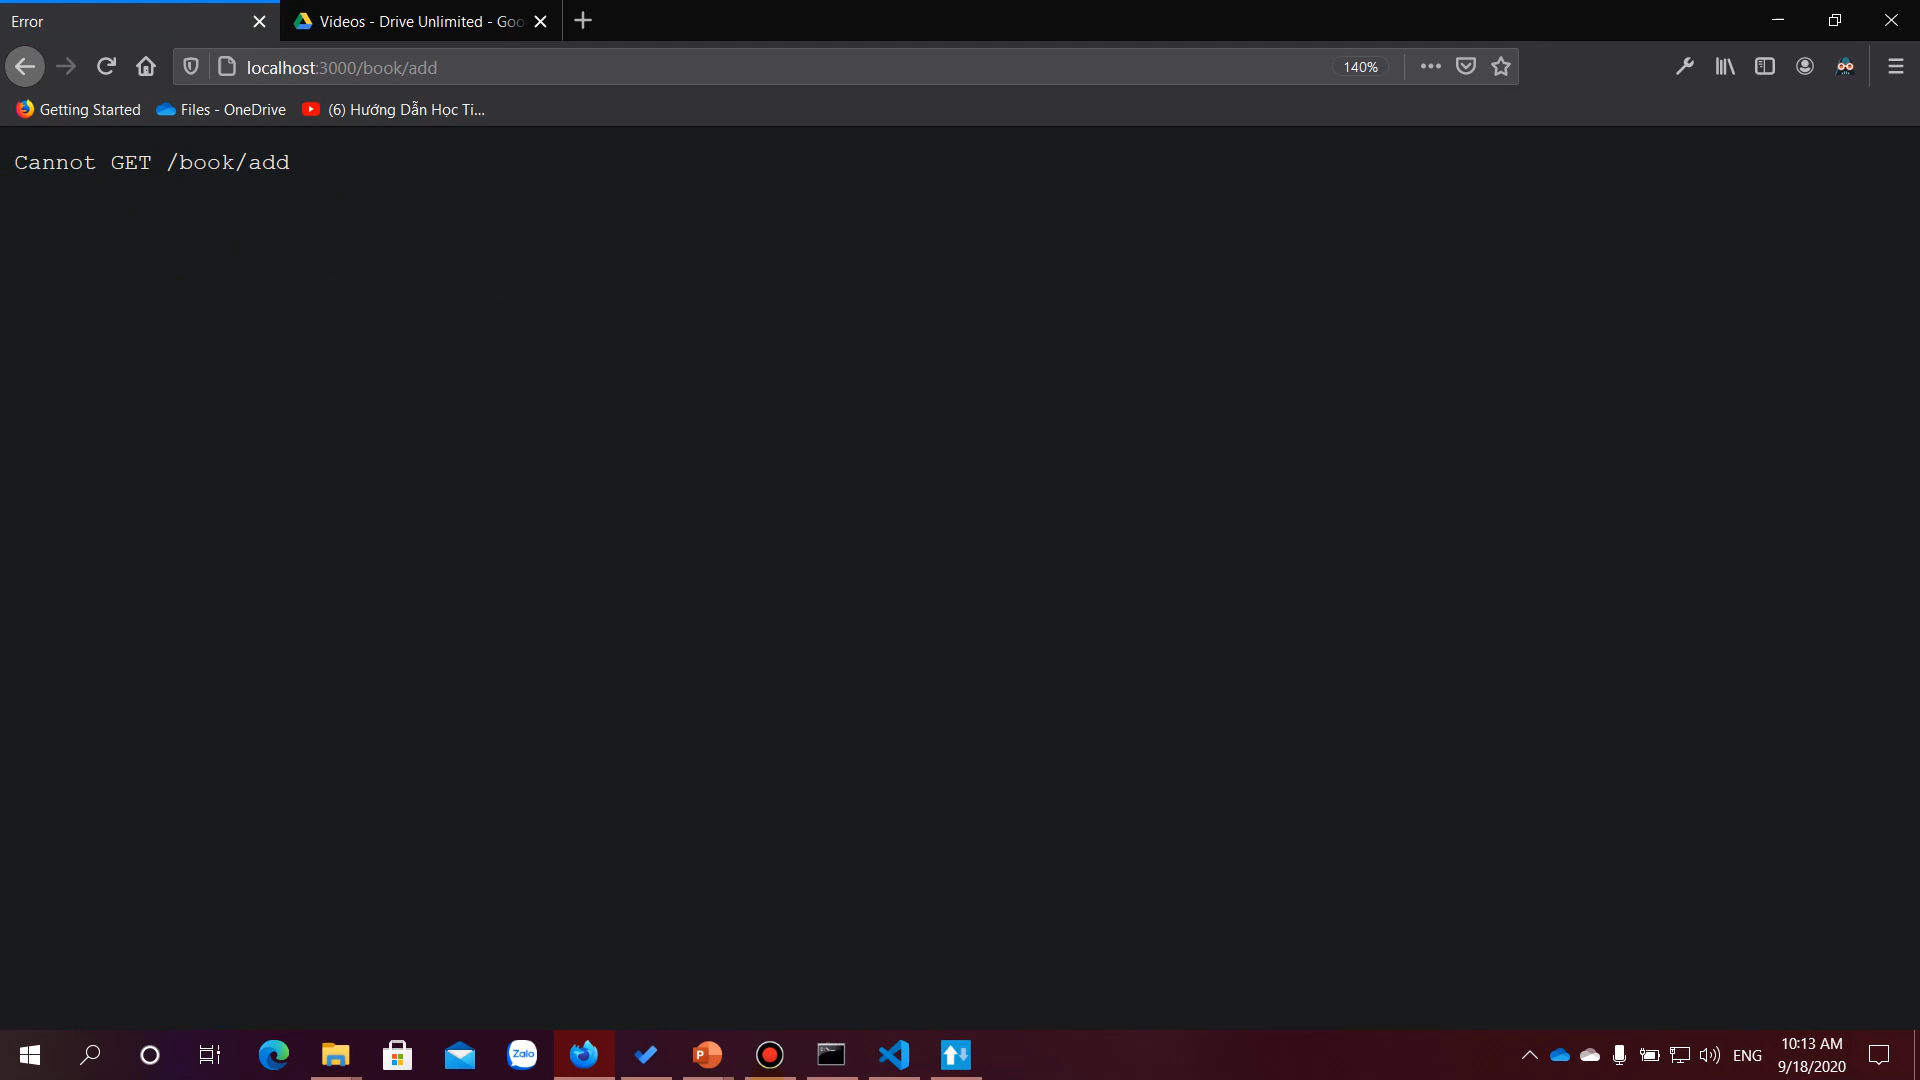 Error
Videos - Drive Unlimited - Goo
localhost:3000/book/add
140%
Getting Started
Files - OneDrive
(6) Hướng Dẫn Học Ti...
Cannot GET /book/add
Zalo
P
ENG
10:13 AM
9/18/2020